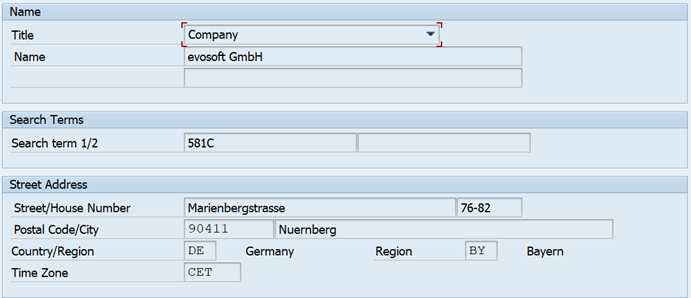 Name
Title Company
Name evosoft GmbH
Search Terms
Search term 1/2 581C
Street Address
Street/House Number Marienbergstrasse 76-82
Postal Code/City 90411 Nuernberg
Country/Region DE Germany Region BY Bayern
Time Zone CET